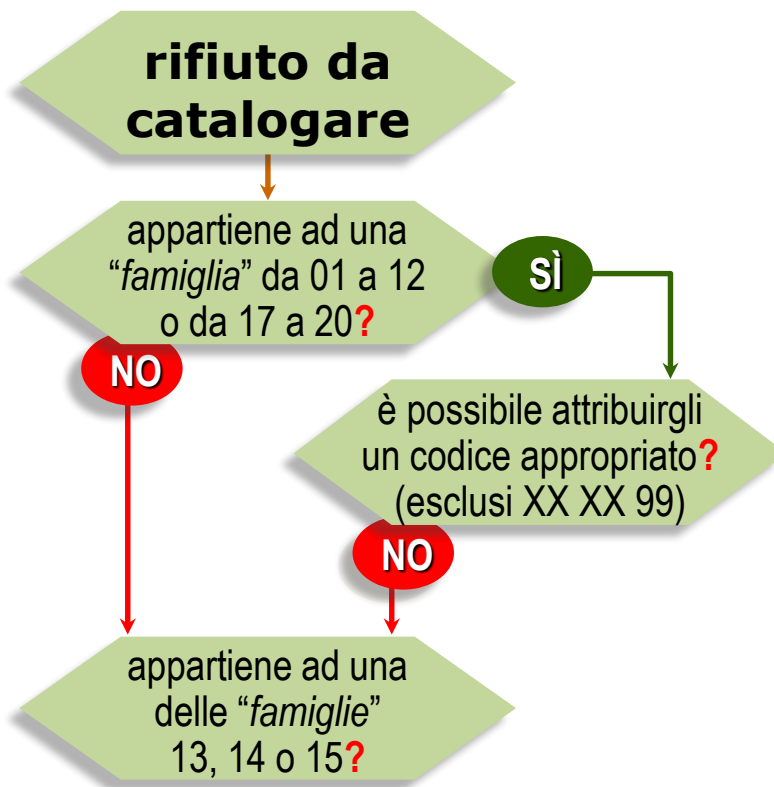 rifiuto da
catalogare
appartiene ad una
“famiglia” da 01 a 12
o da 17 a 20?
SÌ
NO
è possibile attribuirgli
un codice appropriato?
(esclusi XX XX 99)
NO
appartiene ad una
delle “famiglie”
13, 14 o 15?